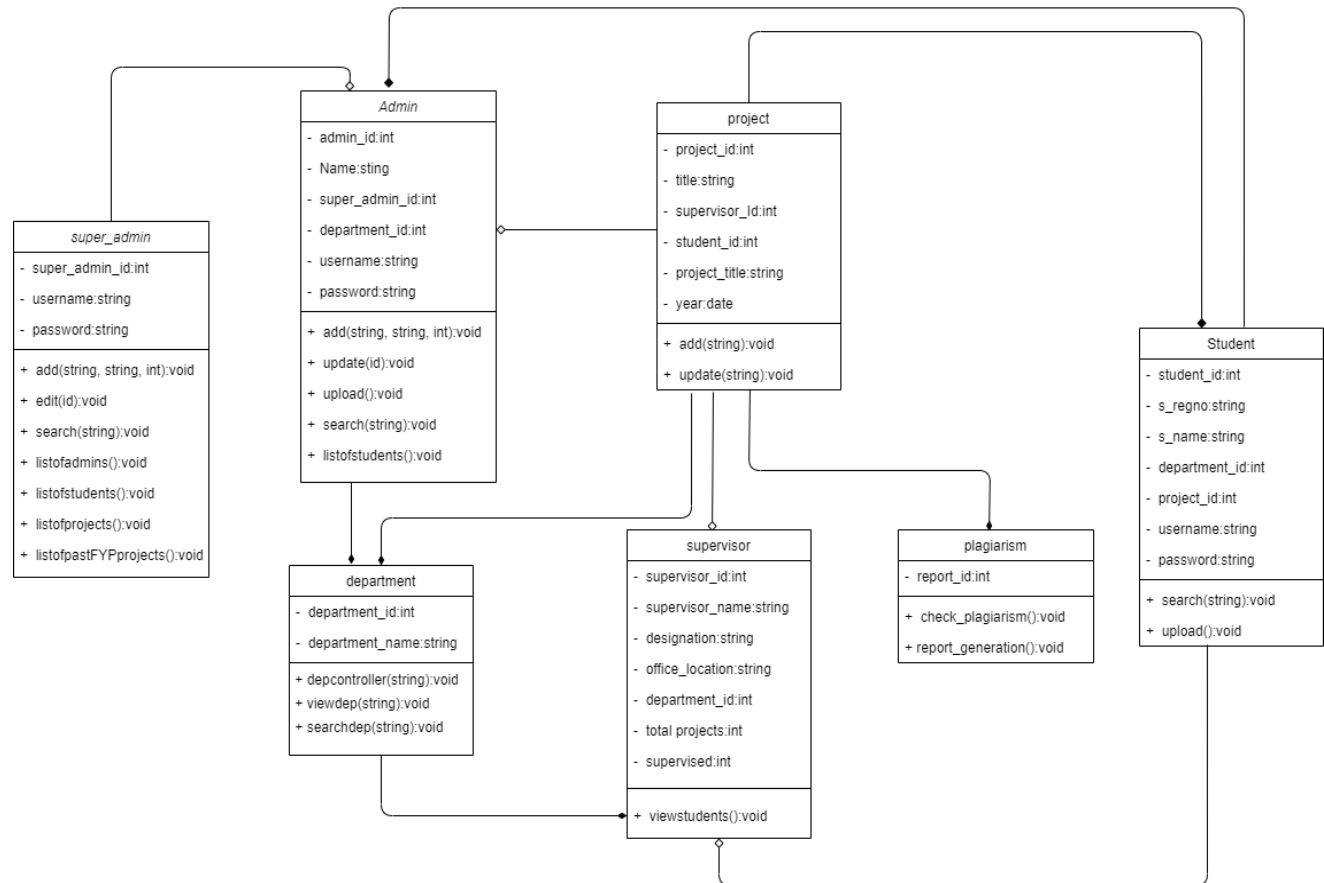 super_admin
- super_admin_id:int
- username:string
- password:string
+ add(string, string, int):void
+ edit(id):void
+ search(string):void
+ listofadmins():void
+ listofstudents():void
+ listofprojects():void
+ listofpastFYPprojects():void
Admin
- admin_id:int
- Name:sting
- super_admin_id:int
- department_id:int
- username:string
- password:string
+ add(string, string, int):void
+ update(id):void
+ upload():void
+ search(string):void
+ listofstudents():void
project
- project_id:int
- title:string
- supervisor_Id:int
- student_id:int
- project_title:string
- year:date
+ add(string):void
+ update(string):void
Student
- student_id:int
- s_regno:string
- s_name:string
- department_id:int
- project_id:int
- username:string
- password:string
+ search(string):void
+ upload():void
department
- department_id:int
- department_name:string
+ depcontroller(string):void
+ viewdep(string):void
+ searchdep(string):void
supervisor
- supervisor_id:int
- supervisor_name:string
- designation:string
- office_location:string
- department_id:int
- total projects:int
- supervised:int
+ viewstudents():void
plagiarism
- report_id:int
+ check_plagiarism():void
+ report_generation():void